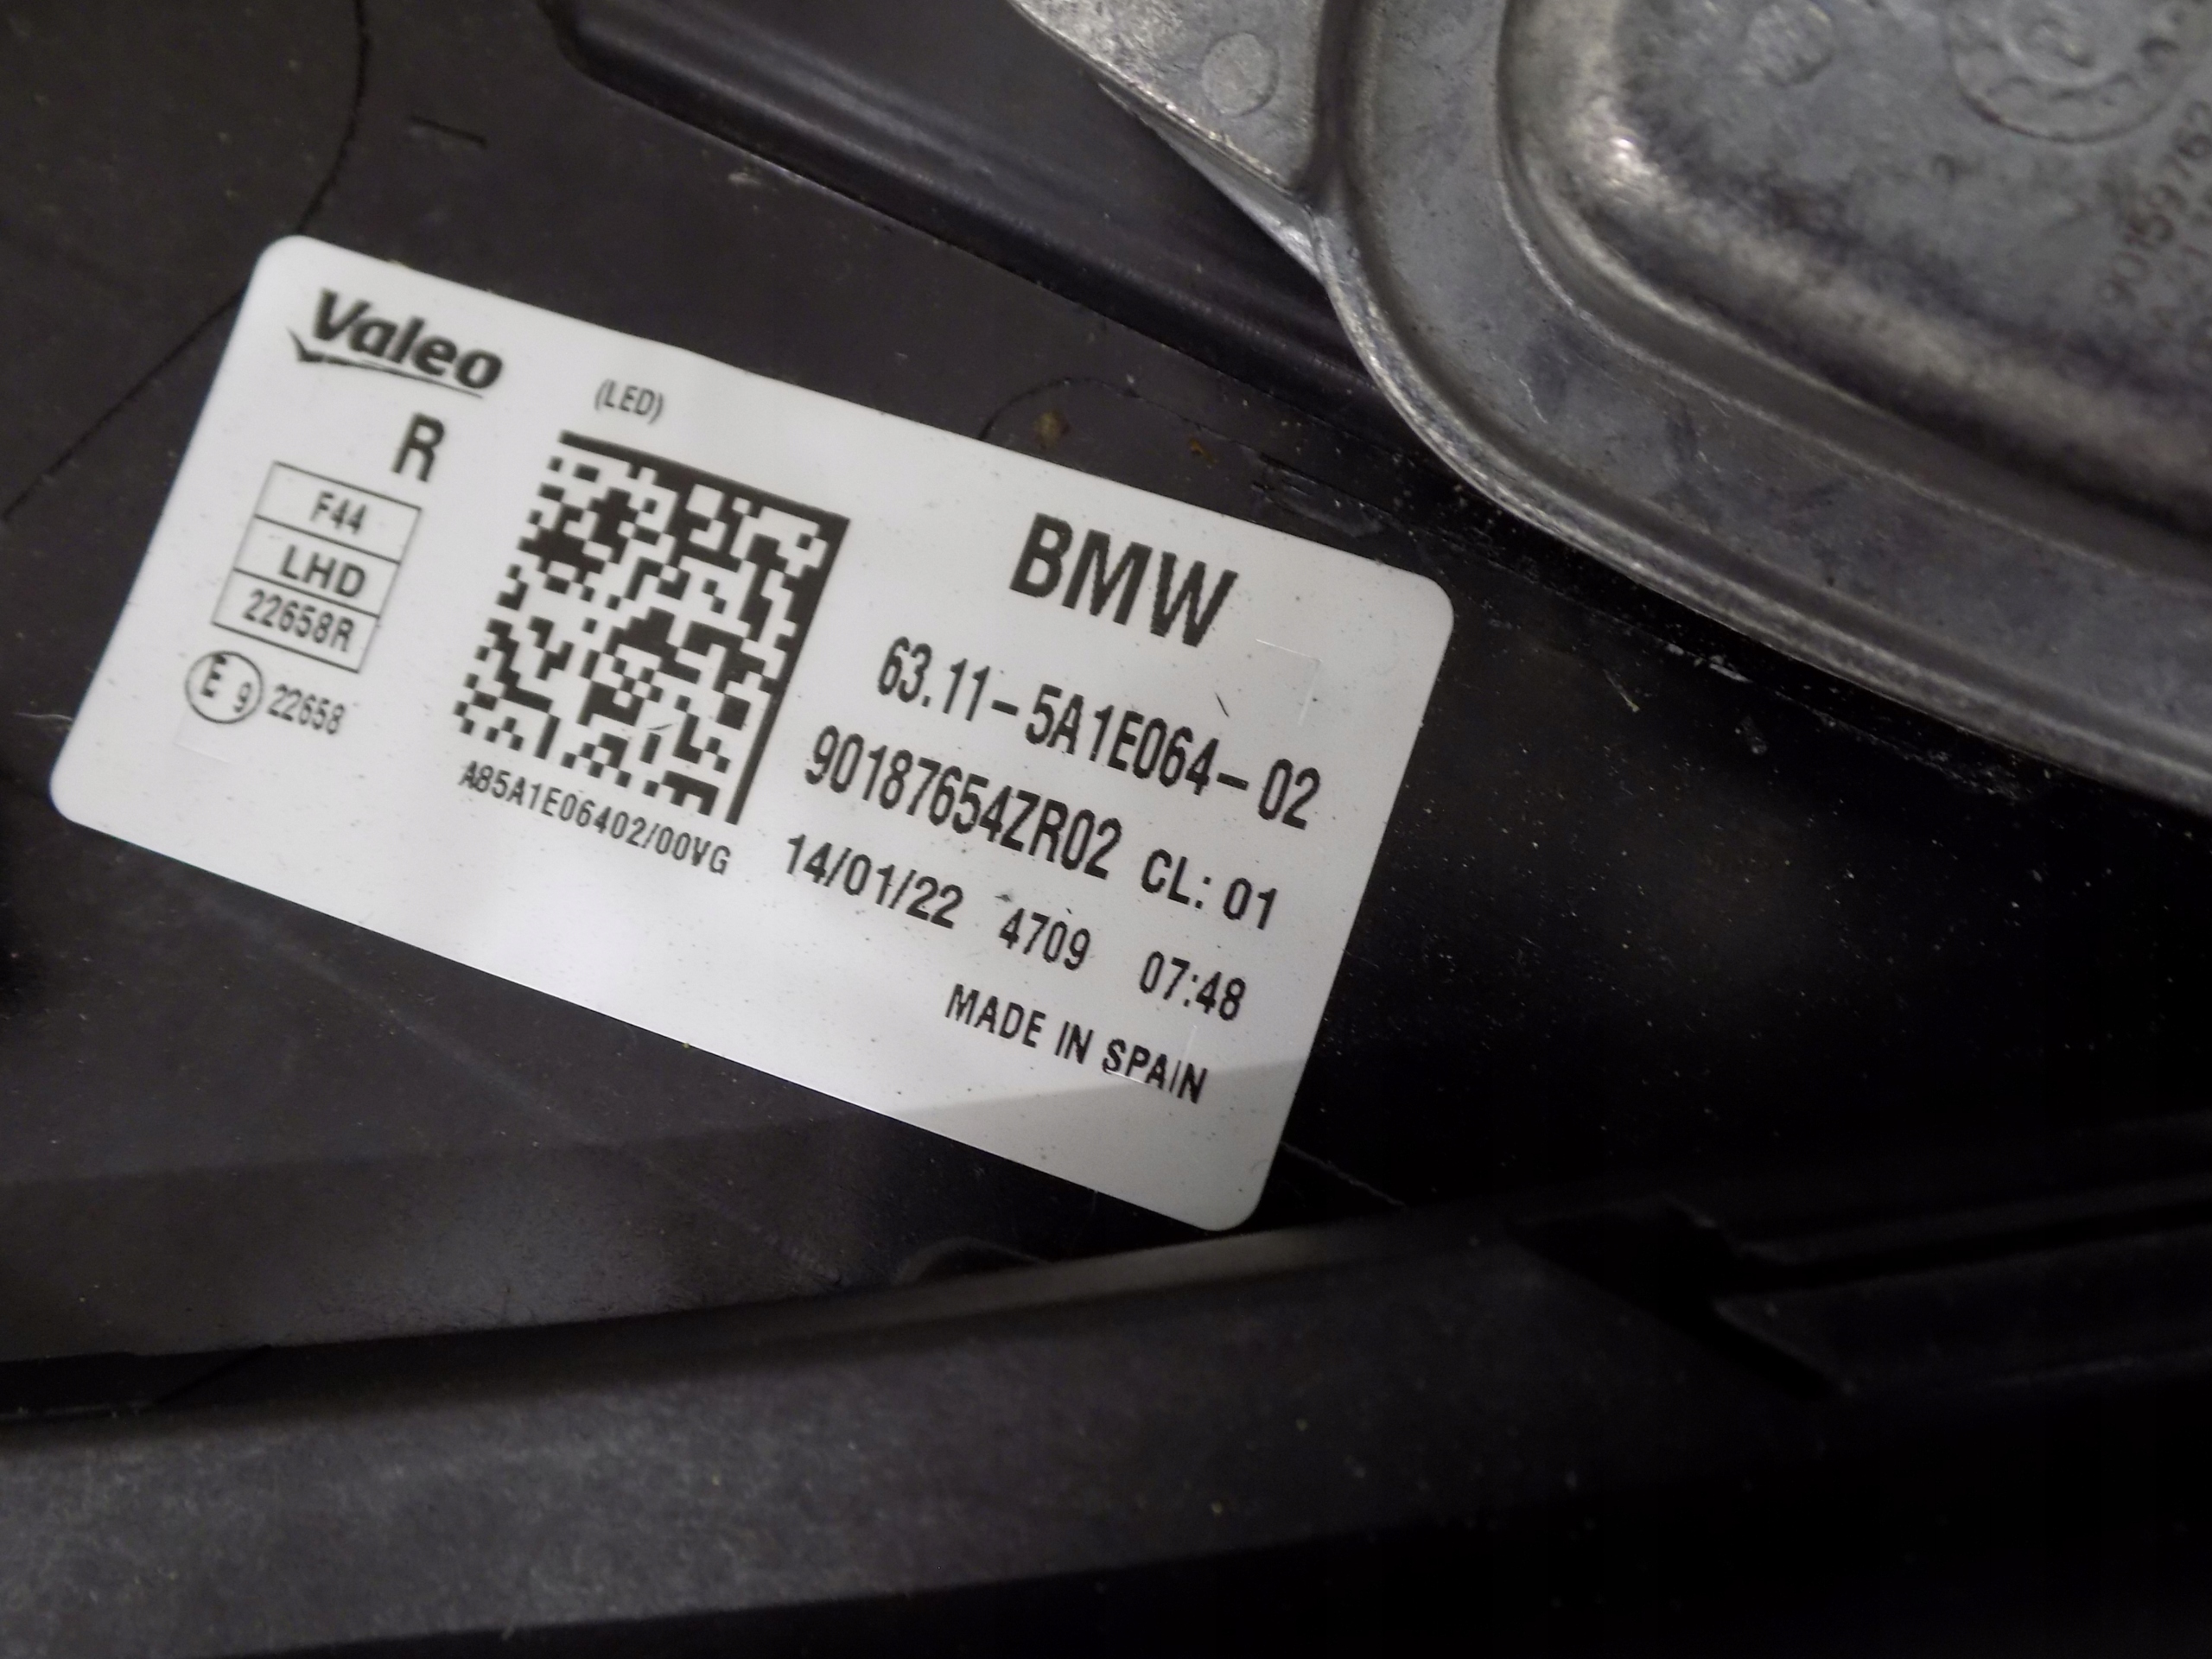 Valeo
(LED)
R
F44
LHD
22658R
E 9 22658
A85A1E06402/00VG
BMW
63.11-5A1E064-02
90187654ZR02 CL: 01
14/01/22 4709 07:48
MADE IN SPAIN